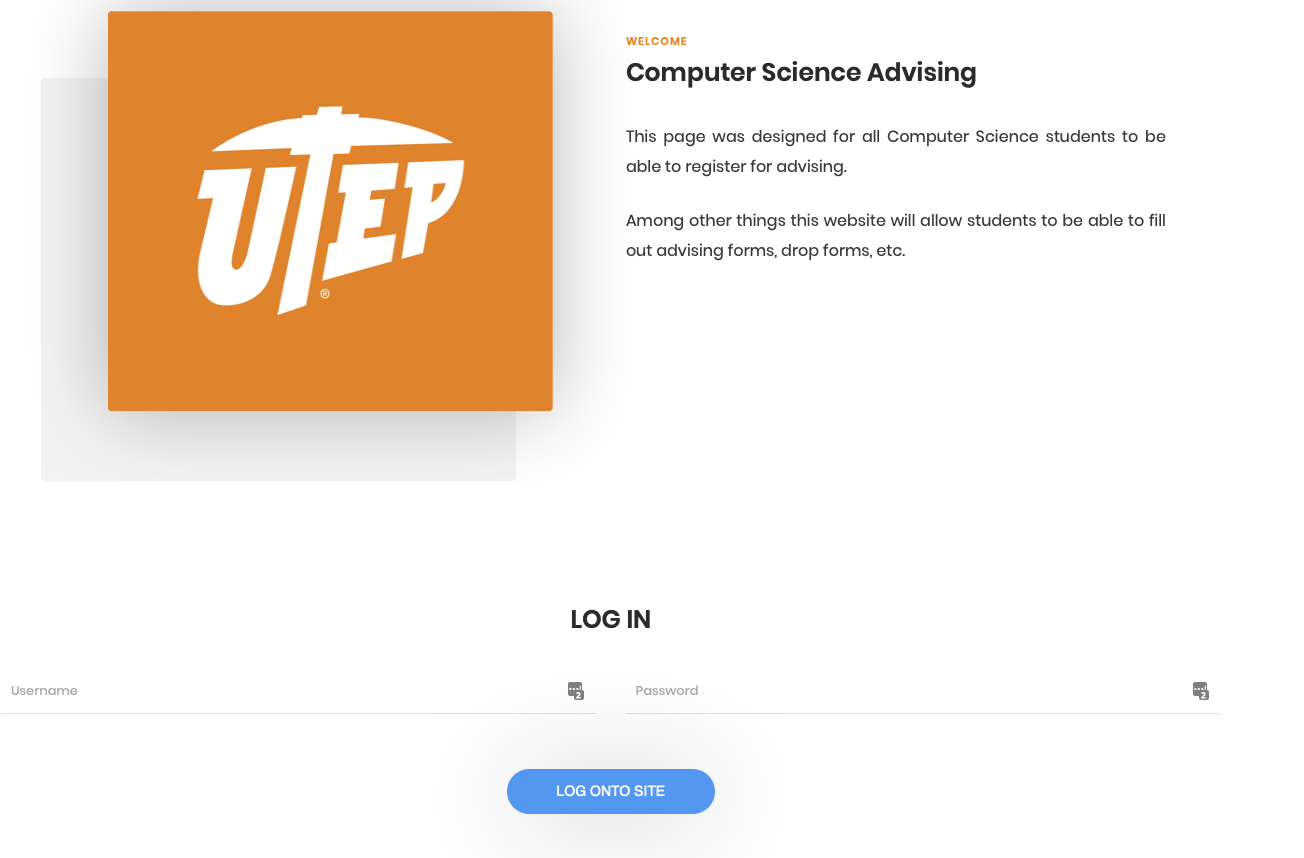 WELCOME
Computer Science Advising
This page was designed for all Computer Science students to be
able to register for advising.
Among other things this website will allow students to be able to fill
out advising forms, drop forms, etc.
UTEP
®
LOG IN
Username
2
Password
2
LOG ONTO SITE